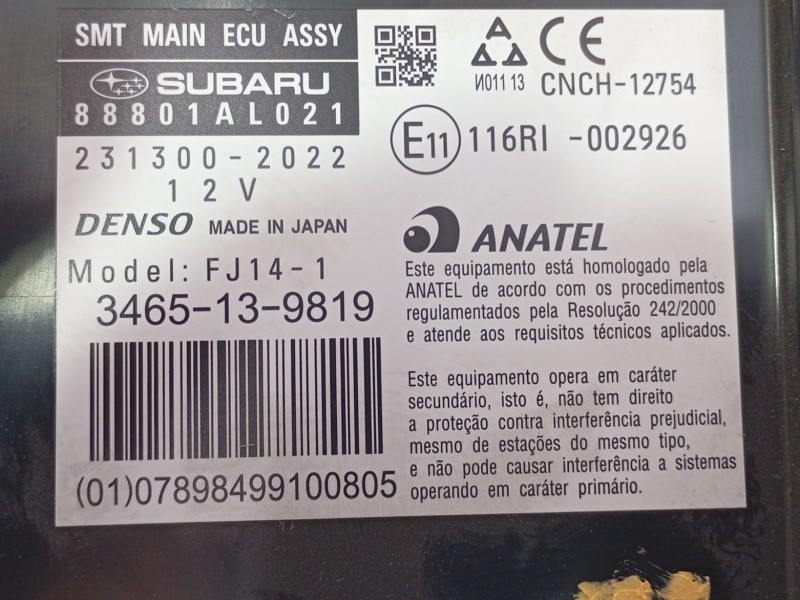 SMT MAIN ECU ASSY
SUBARU
88801AL021
231300-2022
12V
DENSO MADE IN JAPAN
Model: FJ14-1
3465-13-9819
(01)07898499100805
A
И011 13
CE
CNCH-12754
E11 116RI -002926
ANATEL
Este equipamento está homologado pela
ANATEL de acordo com os procedimentos
regulamentados pela Resolução 242/2000
e atende aos requisitos técnicos aplicados.
Este equipamento opera em caráter
secundário, isto é, não tem direito
a proteção contra interferência prejudicial,
mesmo de estações do mesmo tipo,
e não pode causar interferência a sistemas
operando em caráter primário.